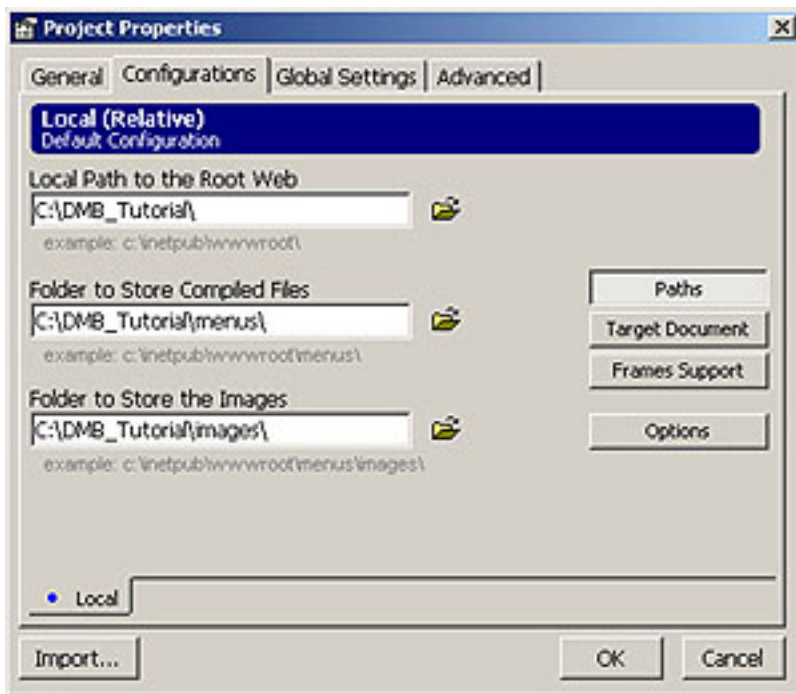 Project Properties
General Configurations Global Settings Advanced
Local (Relative)
Default Configuration
Local Path to the Root Web
C:\DMB_Tutorial\
example: c:\inetpub\wwwroot\
Folder to Store Compiled Files
C:\DMB_Tutorial\menus\
example: c:\inetpub\wwwroot\menus\
Folder to Store the Images
C:\DMB_Tutorial\images\
example: c:\inetpub\wwwroot\menus\images\
Paths
Target Document
Frames Support
Options
Local
Import...
OK
Cancel